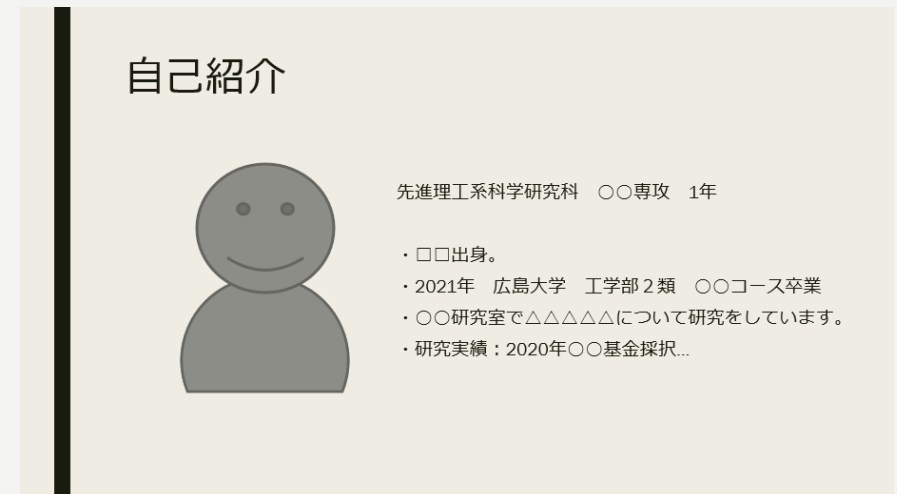 自己紹介
先進理工系科学研究科　○○専攻　1年
・□□出身。
・2021年　広島大学　工学部２類　○○コース卒業
・○○研究室で△△△△△について研究をしています。
・研究実績：2020年○○基金採択...